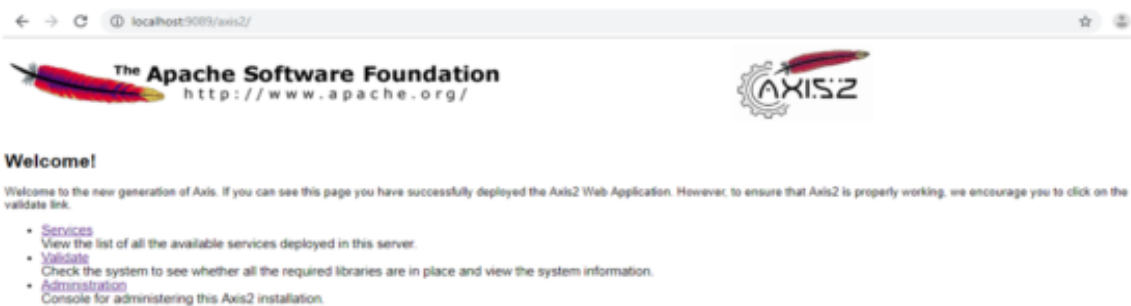 localhost:9089/axis2/
The Apache Software Foundation
http://www.apache.org/
AXIS2
Welcome!
Welcome to the new generation of Axis. If you can see this page you have successfully deployed the Axis2 Web Application. However, to ensure that Axis2 is properly working, we encourage you to click on the
validate link.
• Services
View the list of all the available services deployed in this server.
• Validate
Check the system to see whether all the required libraries are in place and view the system information.
• Administration
Console for administering this Axis2 installation.